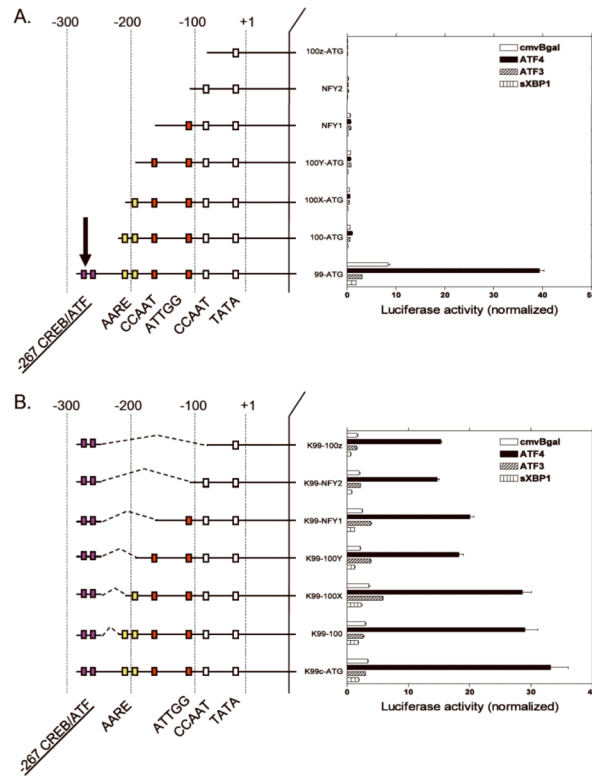 A.
-300 -200 -100 +1
100z-ATG
NFY2
NFY1
100Y-ATG
100X-ATG
100-ATG
99-ATG
cmvBgal
ATF4
ATF3
sXBP1
0 10 20 30 40 50
Luciferase activity (normalized)
-267 CREB/ATF
AARE
CCAAT
ATTGG
CCAAT
TATA
B.
-300 -200 -100 +1
K99-100z
K99-NFY2
K99-NFY1
K99-100Y
K99-100X
K99-100
K99c-ATG
cmvBgal
ATF4
ATF3
sXBP1
0 10 20 30 40
Luciferase activity (normalized)
-267 CREB/ATF
AARE
ATTGG
CCAAT
TATA